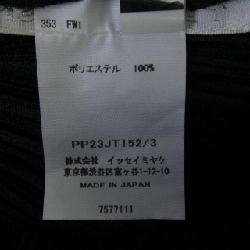 353 FW1
ポリエステル 100%
PP23JT152/3
株式会社 イッセイミヤケ
東京都渋谷区富ヶ谷1-12-10
MADE IN JAPAN
7577111